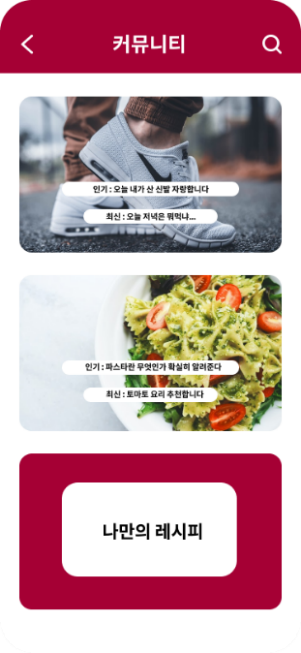 커뮤니티
인기 : 오늘 내가 산 신발 자랑합니다
최신 : 오늘 저녁은 뭐먹냐...
인기 : 파스타란 무엇인가 확실히 알려준다
최신 : 토마토 요리 추천합니다
나만의 레시피